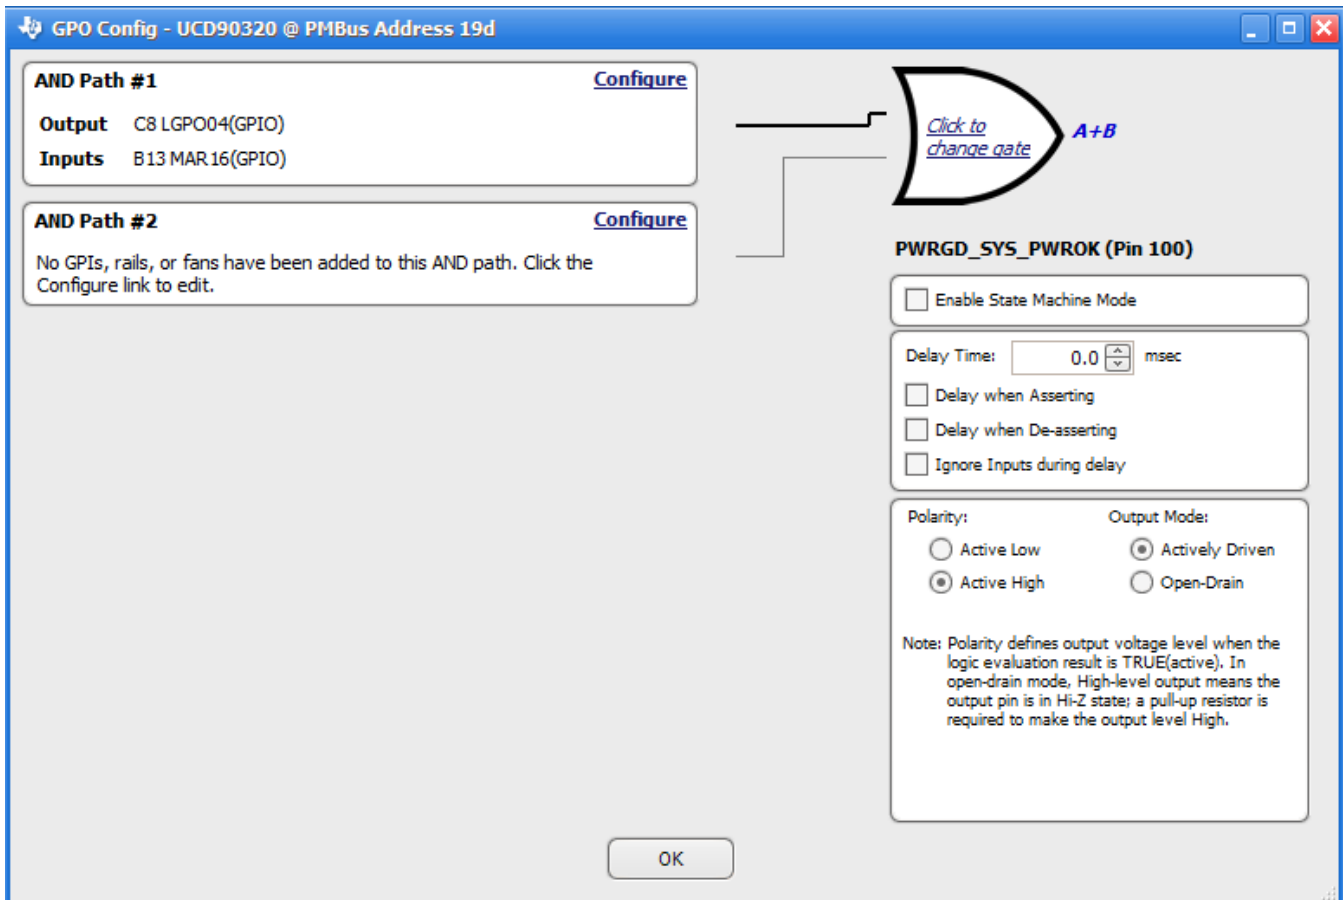 GPO Config - UCD90320 @ PMBus Address 19d
AND Path #1
Configure
Output C8 LGPO04(GPIO)
Inputs B13 MAR16(GPIO)
AND Path #2
Configure
No GPIs, rails, or fans have been added to this AND path. Click the
Configure link to edit.
Click to
change gate
A+B
PWRGD_SYS_PWROK (Pin 100)
Enable State Machine Mode
Delay Time: 0.0 msec
Delay when Asserting
Delay when De-asserting
Ignore Inputs during delay
Polarity: Output Mode:
Active Low Actively Driven
Active High Open-Drain
Note: Polarity defines output voltage level when the
logic evaluation result is TRUE(active). In
open-drain mode, High-level output means the
output pin is in Hi-Z state; a pull-up resistor is
required to make the output level High.
OK